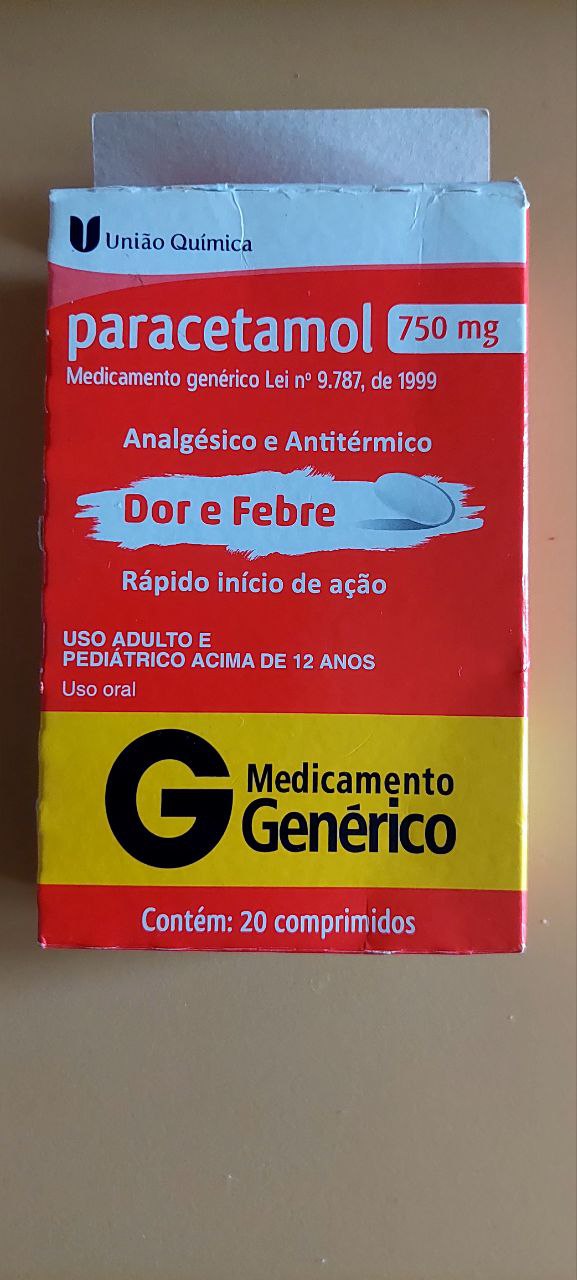 União Química
paracetamol 750 mg
Medicamento genérico Lei nº 9.787, de 1999
Analgésico e Antitérmico
Dor e Febre
Rápido início de ação
USO ADULTO E
PEDIÁTRICO ACIMA DE 12 ANOS
Uso oral
G Medicamento
Genérico
Contém: 20 comprimidos